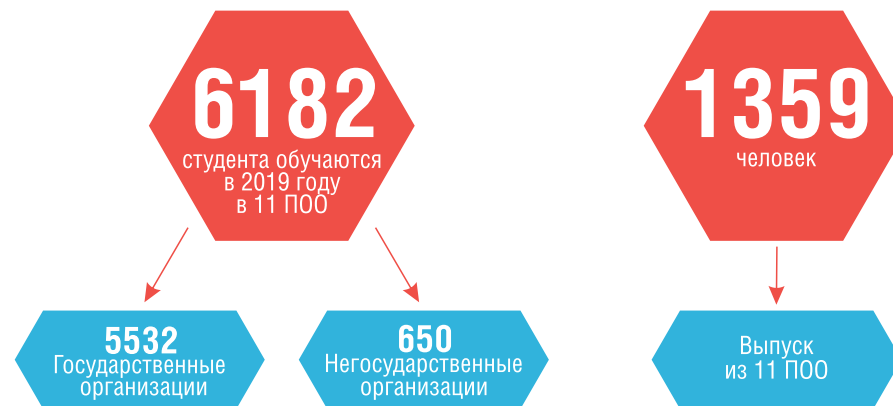 6182
студента обучаются
в 2019 году
в 11 ПОО
5532
Государственные
организации
650
Негосударственные
организации
1359
человек
Выпуск
из 11 ПОО